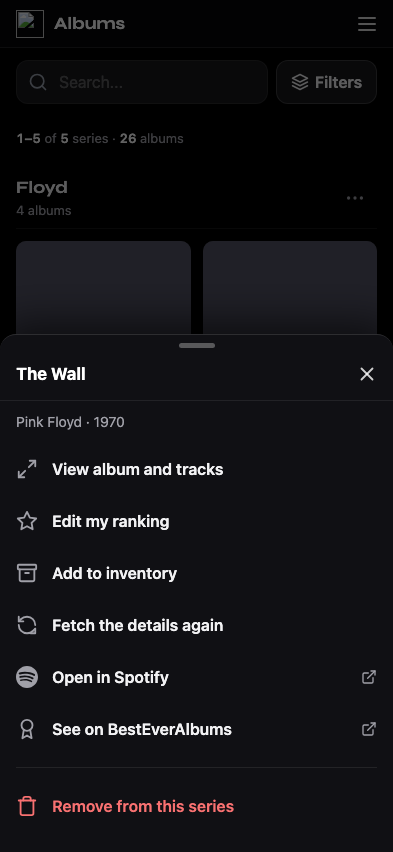 Albums
Search...
Filters
1–5 of 5 series · 26 albums
Floyd
4 albums
The Wall
Pink Floyd · 1970
View album and tracks
Edit my ranking
Add to inventory
Fetch the details again
Open in Spotify
See on BestEverAlbums
Remove from this series